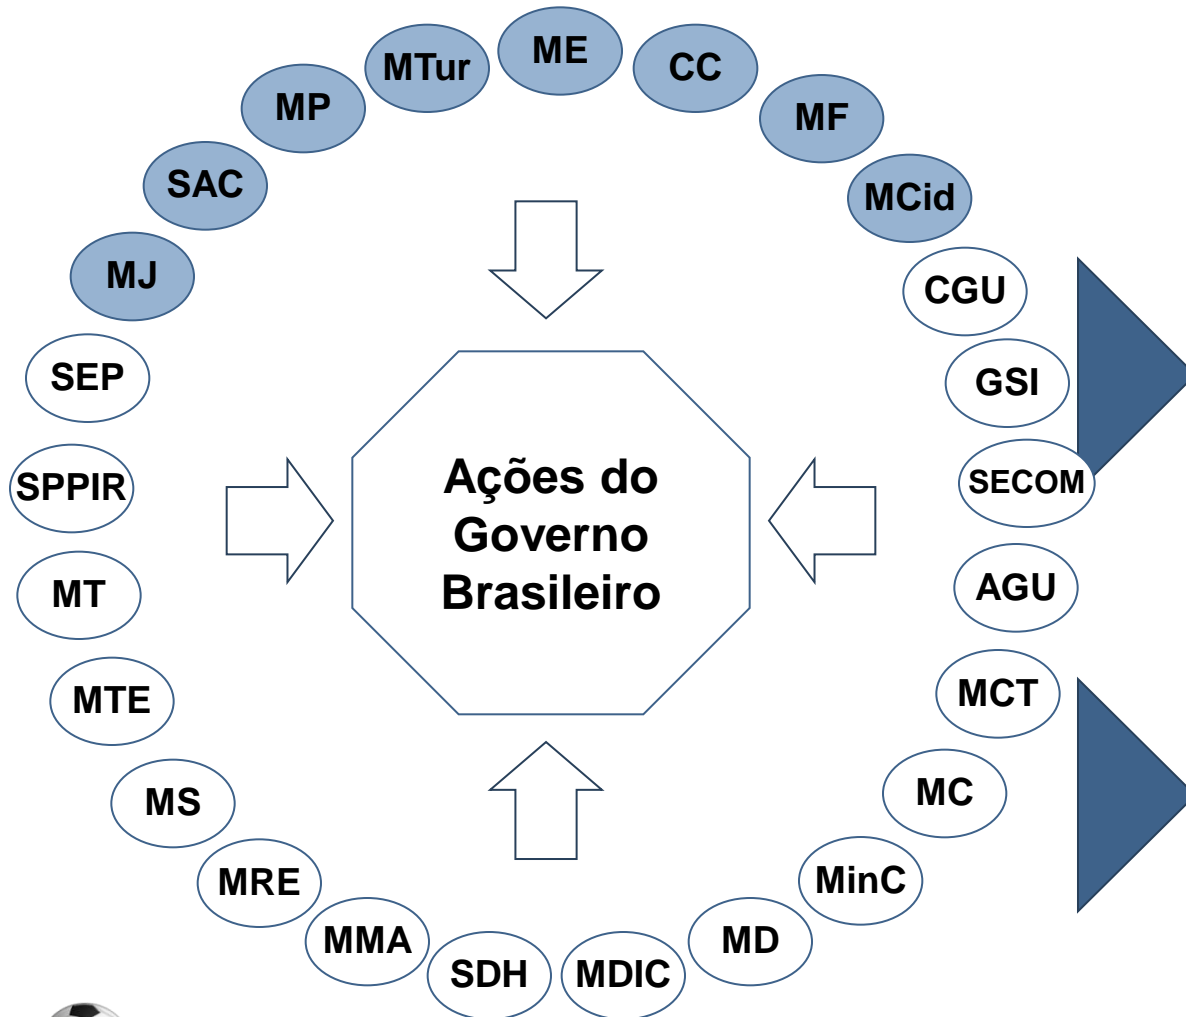 ME
CC
MF
MCid
CGU
GSI
SECOM
AGU
MCT
MC
MinC
MD
MDIC
SDH
MMA
MRE
MS
MTE
MT
SPPIR
SEP
MJ
SAC
MP
MTur
Ações do
Governo
Brasileiro